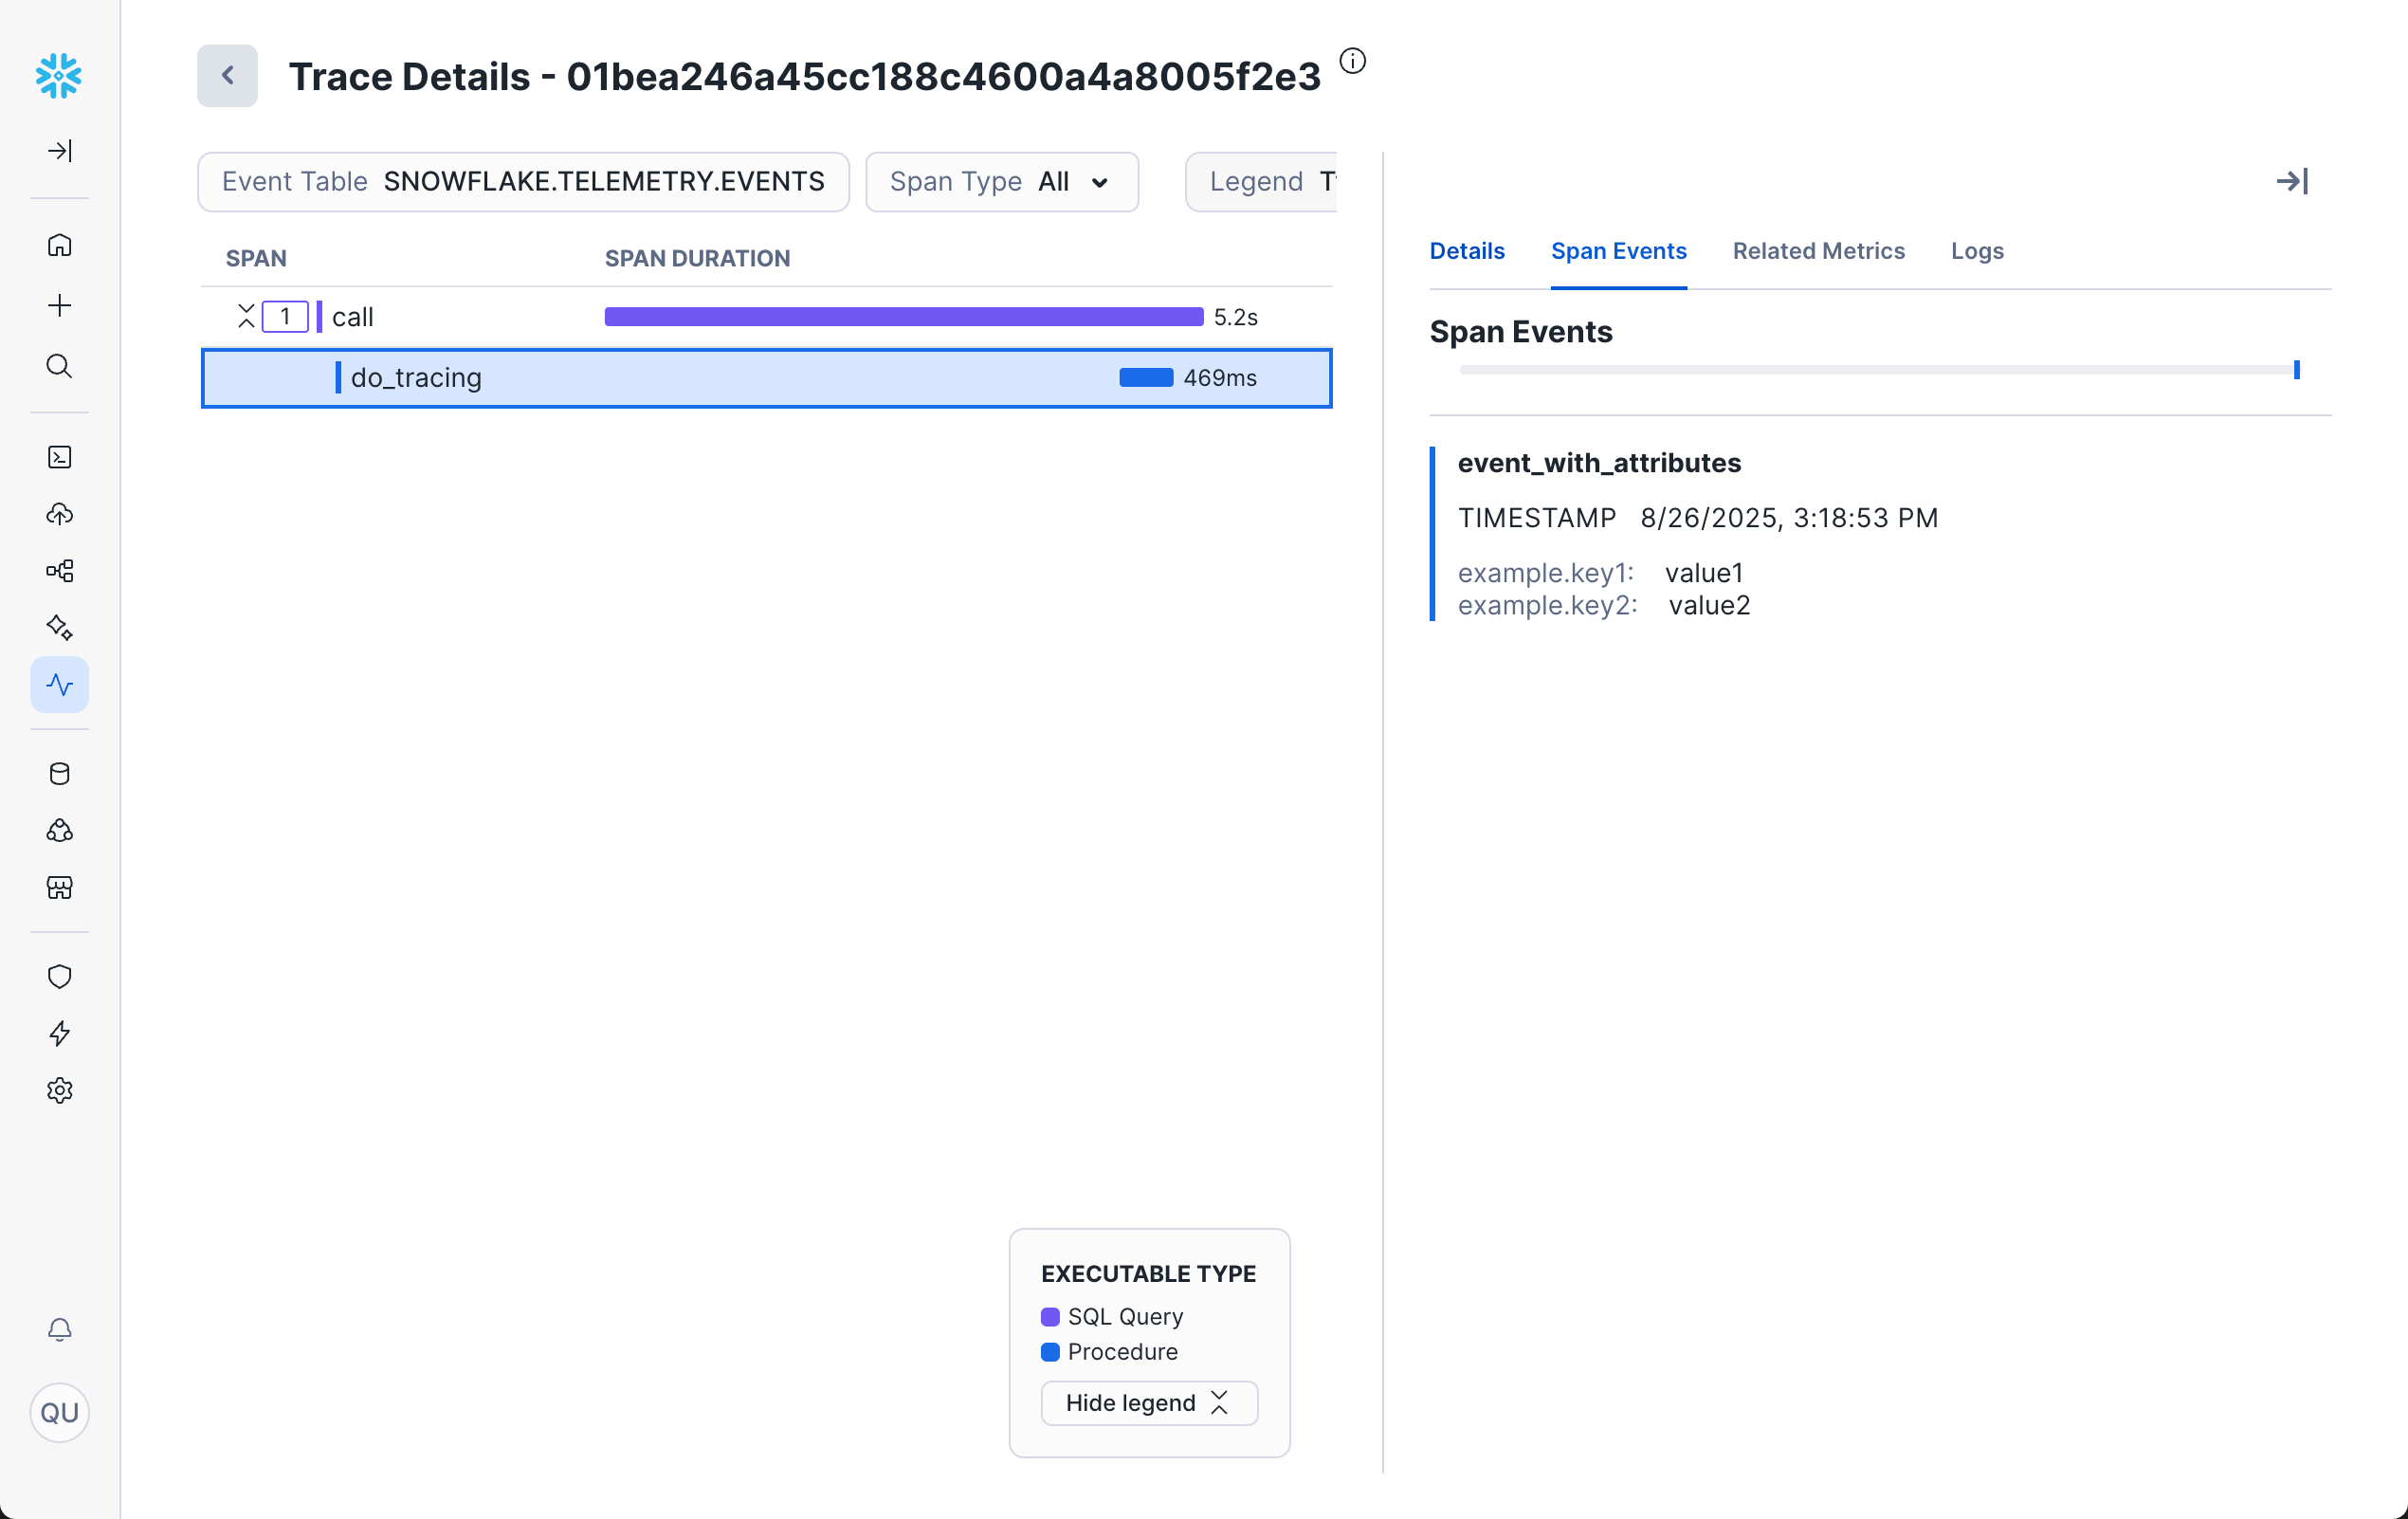 Trace Details - 01bea246a45cc188c4600a4a8005f2e3
Event Table SNOWFLAKE.TELEMETRY.EVENTS
Span Type All
Legend
SPAN SPAN DURATION
1 call 5.2s
do_tracing 469ms
Details Span Events Related Metrics Logs
Span Events
event_with_attributes
TIMESTAMP 8/26/2025, 3:18:53 PM
example.key1: value1
example.key2: value2
EXECUTABLE TYPE
SQL Query
Procedure
Hide legend
QU